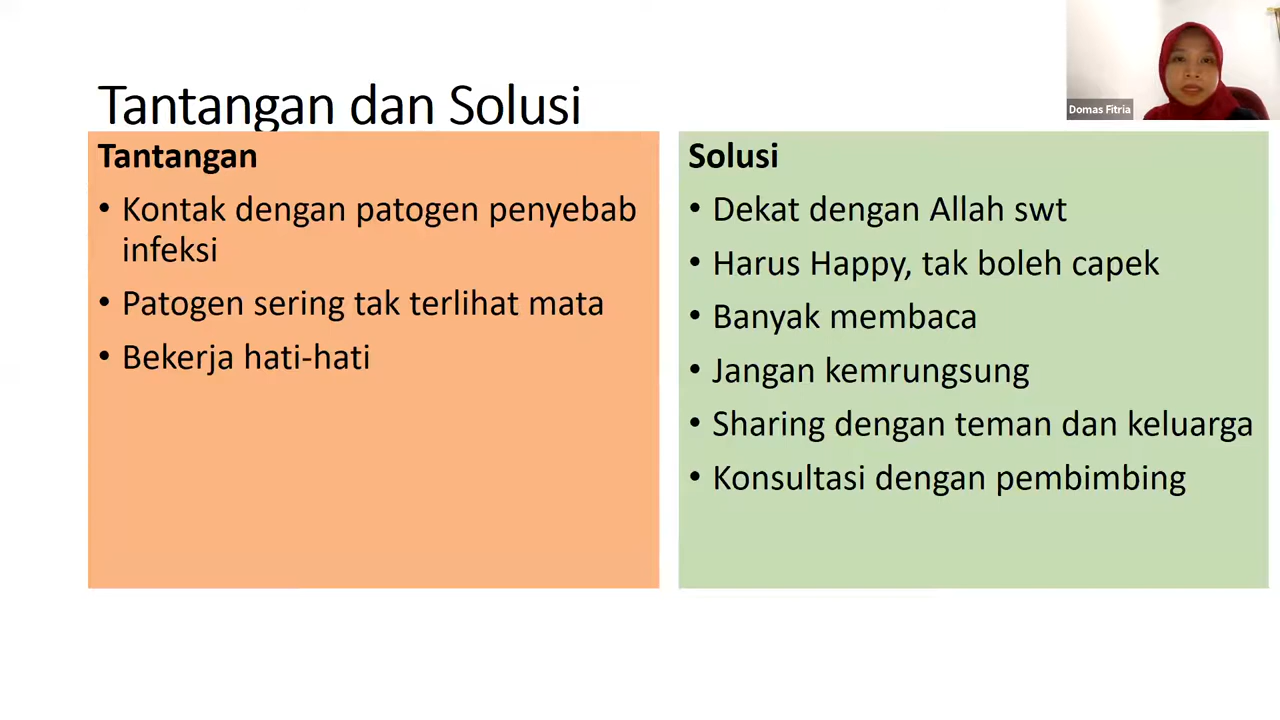 Domas Fitria
Tantangan dan Solusi
Tantangan
• Kontak dengan patogen penyebab
infeksi
• Patogen sering tak terlihat mata
• Bekerja hati-hati
Solusi
• Dekat dengan Allah swt
• Harus Happy, tak boleh capek
• Banyak membaca
• Jangan kemrungsung
• Sharing dengan teman dan keluarga
• Konsultasi dengan pembimbing